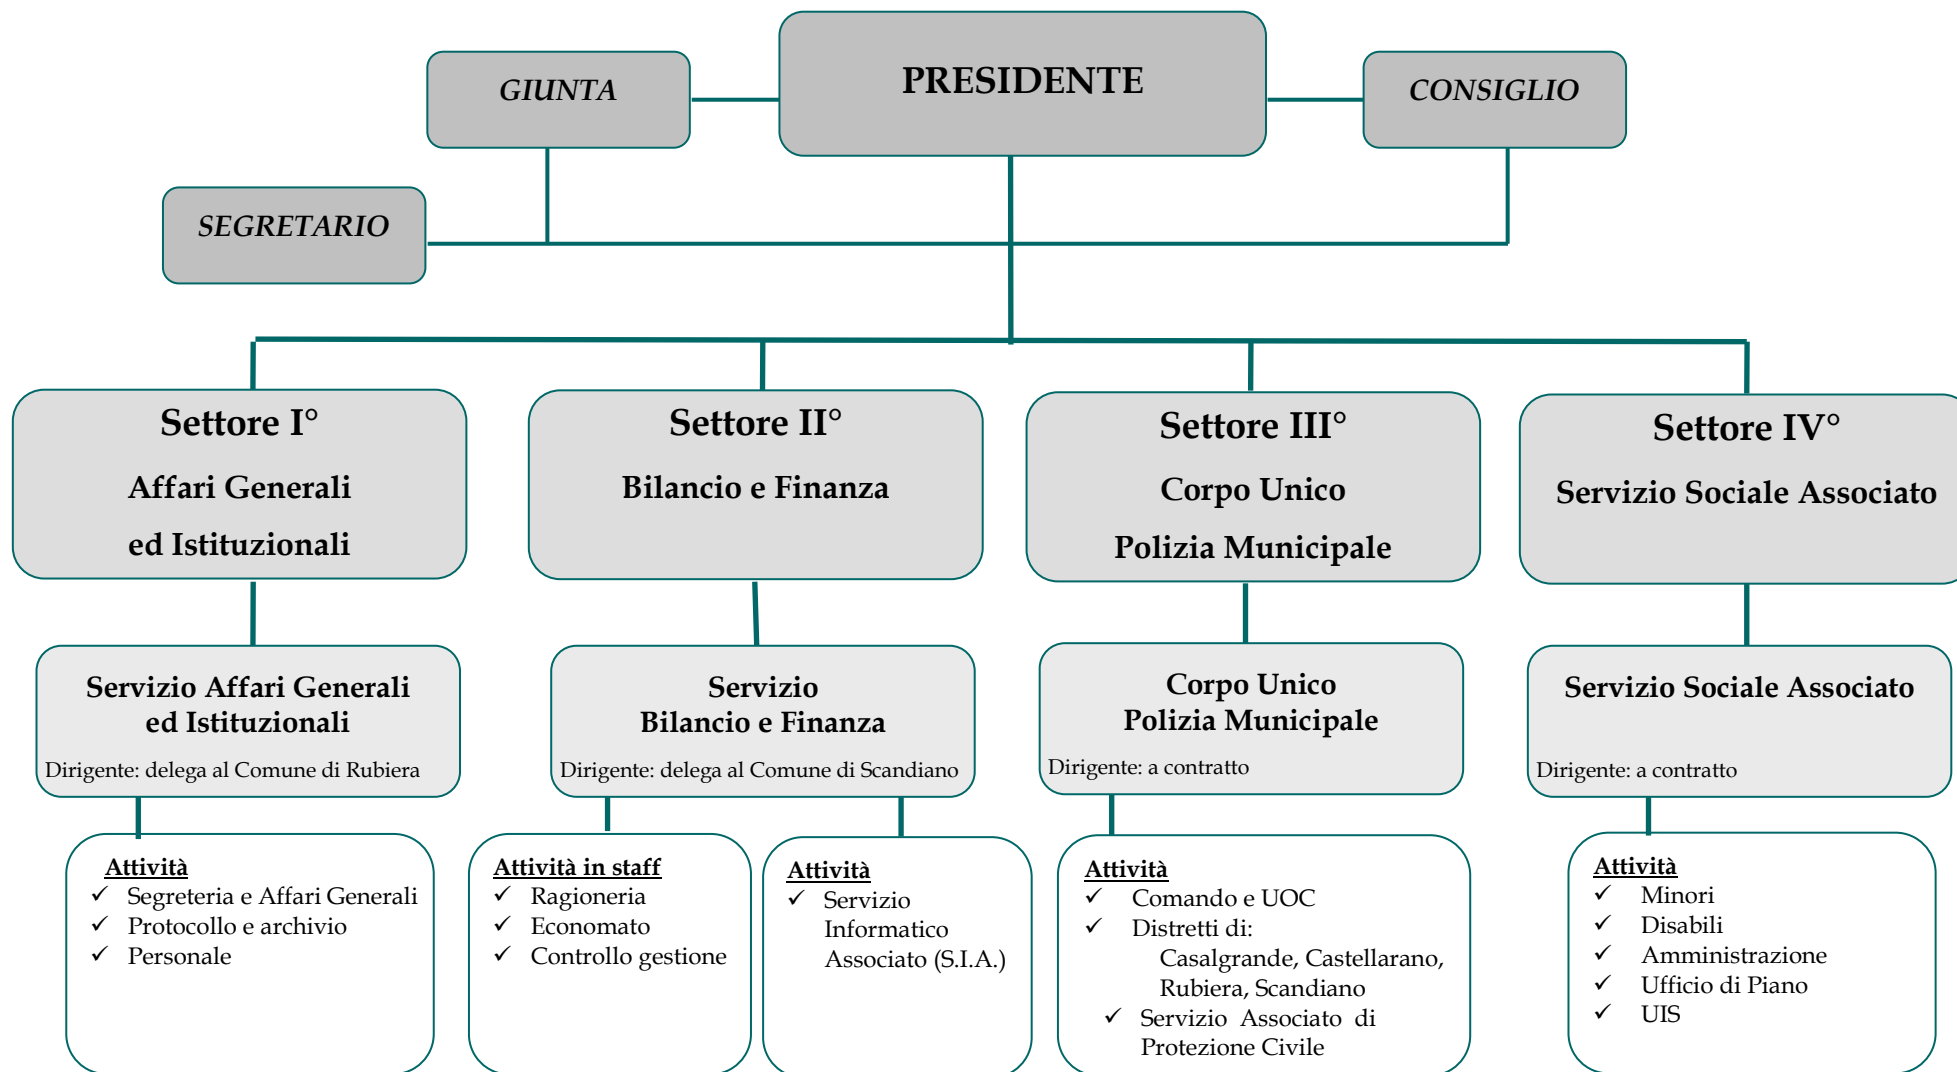 PRESIDENTE
GIUNTA
CONSIGLIO
SEGRETARIO
Settore I°
Affari Generali
ed Istituzionali
Settore II°
Bilancio e Finanza
Settore III°
Corpo Unico
Polizia Municipale
Settore IV°
Servizio Sociale Associato
Servizio Affari Generali
ed Istituzionali
Dirigente: delega al Comune di Rubiera
Servizio
Bilancio e Finanza
Dirigente: delega al Comune di Scandiano
Corpo Unico
Polizia Municipale
Dirigente: a contratto
Servizio Sociale Associato
Dirigente: a contratto
Attività
✓ Segreteria e Affari Generali
✓ Protocollo e archivio
✓ Personale
Attività in staff
✓ Ragioneria
✓ Economato
✓ Controllo gestione
Attività
✓ Servizio
Informatico
Associato (S.I.A.)
Attività
✓ Comando e UOC
✓ Distretti di:
Casalgrande, Castellarano,
Rubiera, Scandiano
✓ Servizio Associato di
Protezione Civile
Attività
✓ Minori
✓ Disabili
✓ Amministrazione
✓ Ufficio di Piano
✓ UIS